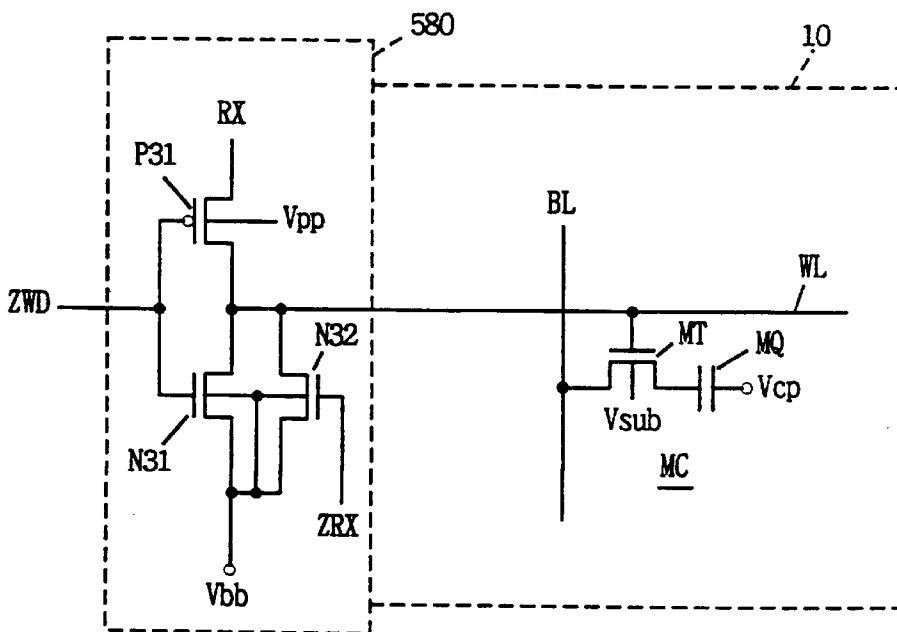 580
10
RX
P31
Vpp
BL
WL
ZWD
N32
MT
MQ
Vcp
Vsub
N31
MC
ZRX
Vbb